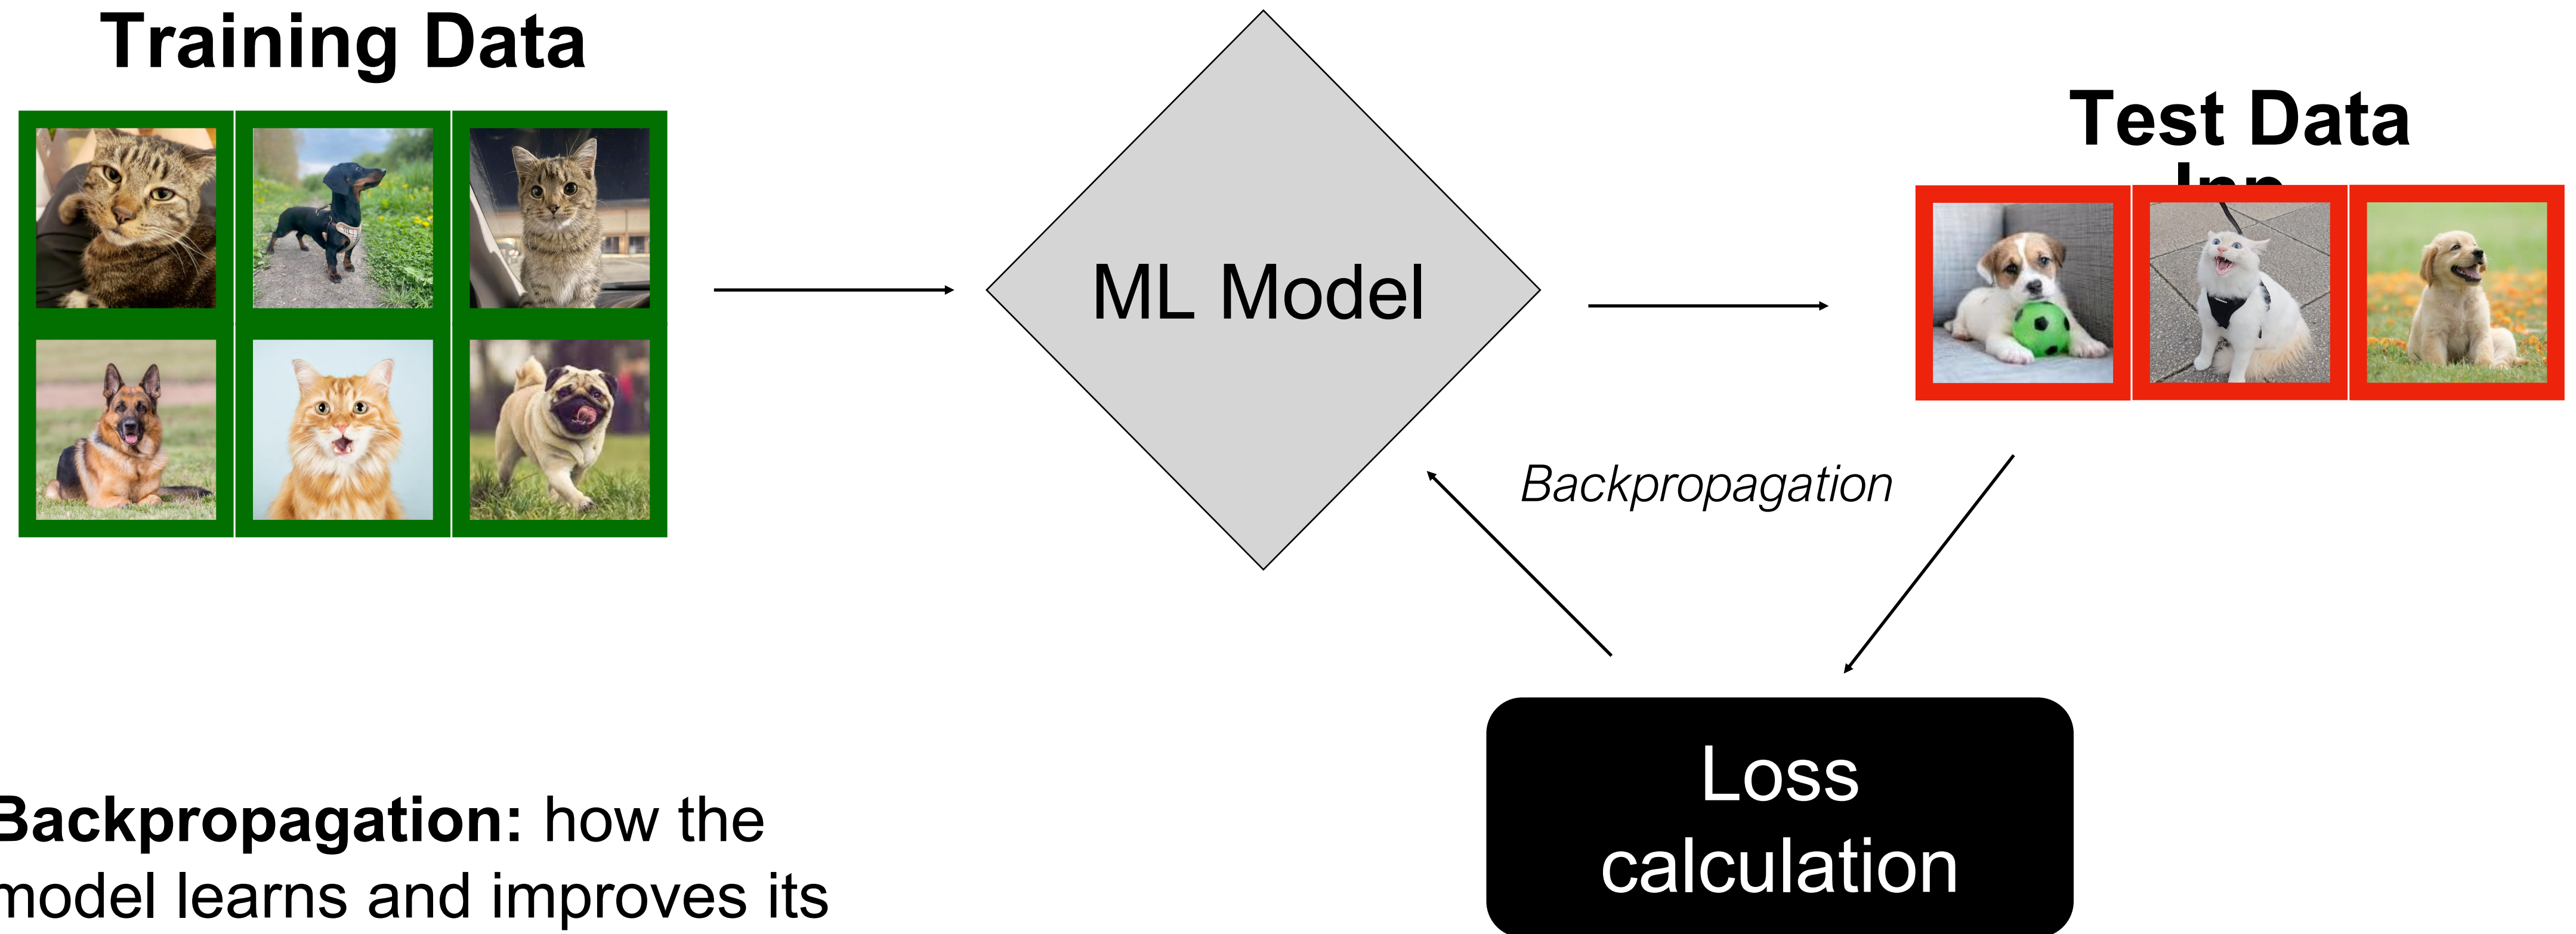 Training Data
Test Data
ML Model
Backpropagation
Loss
calculation
Backpropagation: how the
model learns and improves its